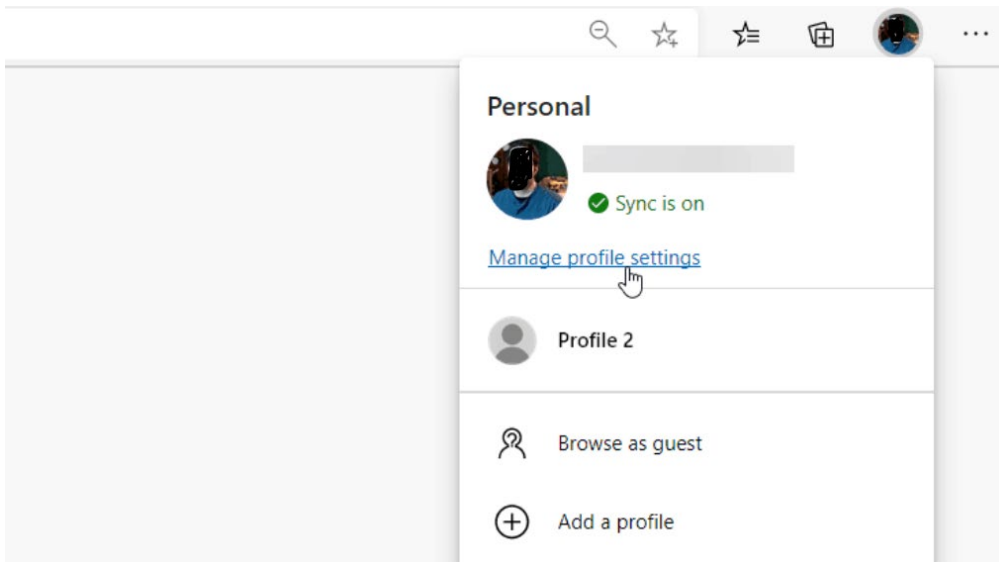 Personal
Sync is on
Manage profile settings
Profile 2
Browse as guest
Add a profile